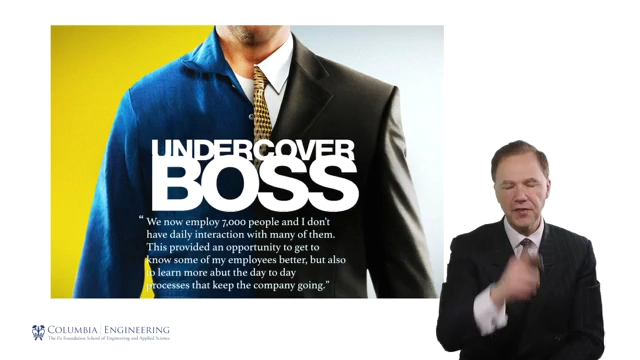 UNDERCOVER
BOSS
“ We now employ 7,000 people and I don't
have daily interaction with many of them.
This provided an opportunity to get to
know some of my employees better, but also
to learn more abut the day to day
processes that keep the company going.”
COLUMBIA | ENGINEERING
The Fu Foundation School of Engineering and Applied Science